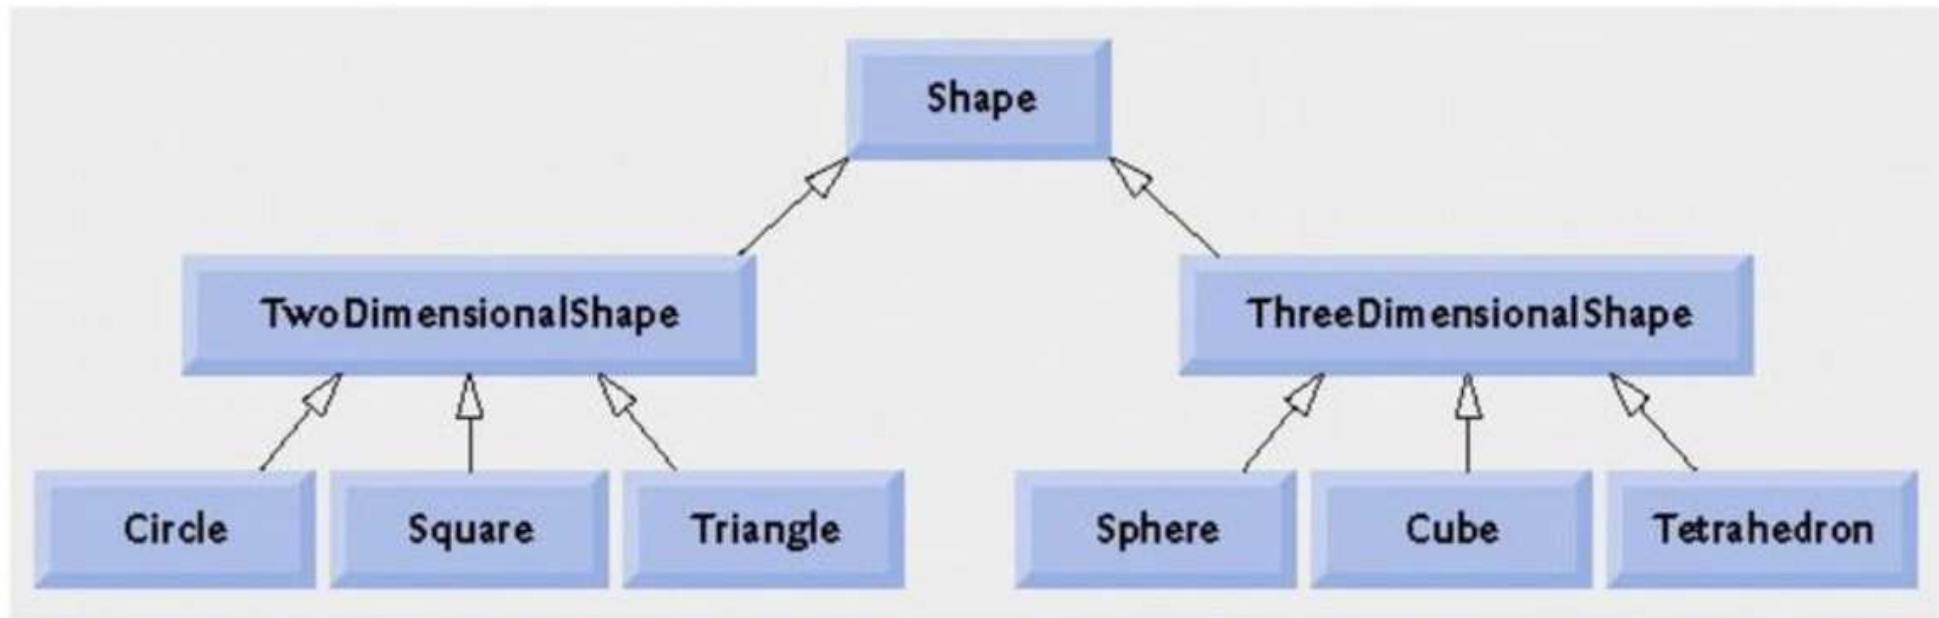 Shape
TwoDimensionalShape
ThreeDimensionalShape
Circle
Square
Triangle
Sphere
Cube
Tetrahedron